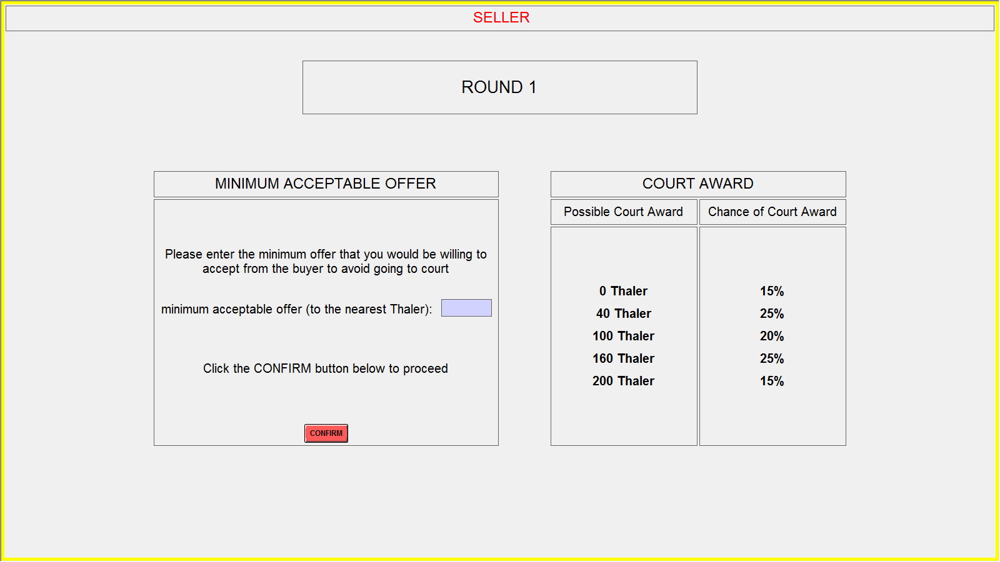 SELLER
ROUND 1
MINIMUM ACCEPTABLE OFFER
Please enter the minimum offer that you would be willing to
accept from the buyer to avoid going to court
minimum acceptable offer (to the nearest Thaler):
Click the CONFIRM button below to proceed
CONFIRM
COURT AWARD
Possible Court Award Chance of Court Award
0 Thaler 15%
40 Thaler 25%
100 Thaler 20%
160 Thaler 25%
200 Thaler 15%